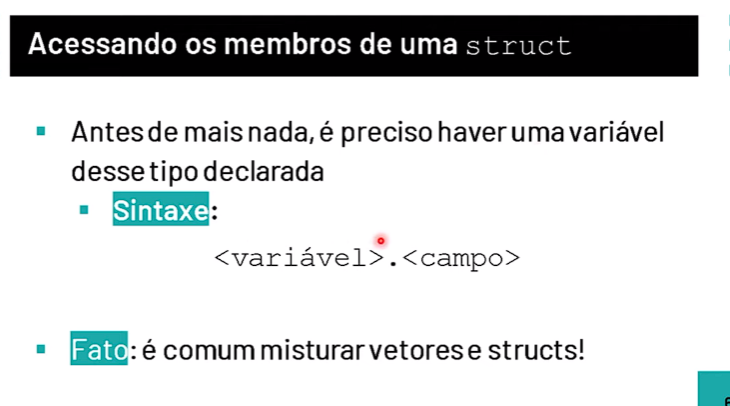 Acessando os membros de uma struct
Antes de mais nada, é preciso haver uma variável
desse tipo declarada
Sintaxe:
<variável>.<campo>
Fato: é comum misturar vetores e structs!